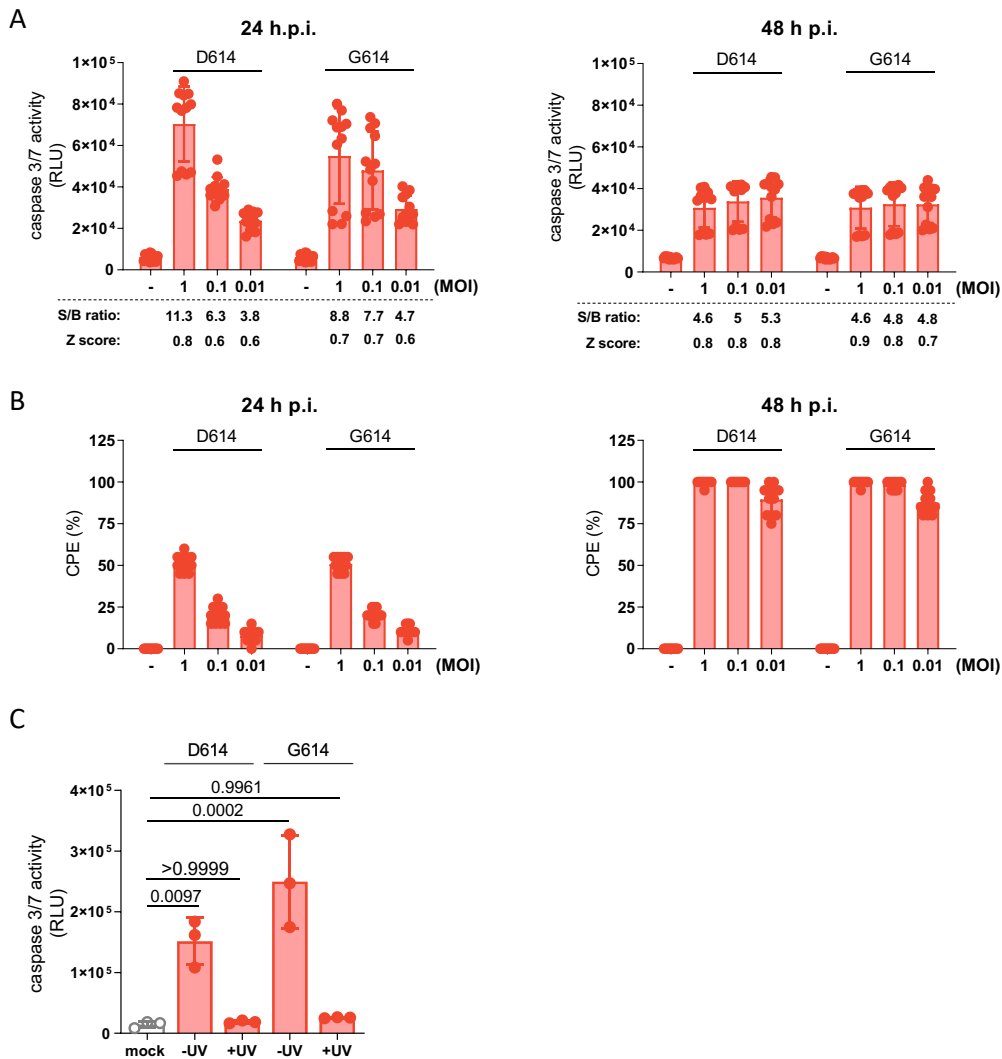 A
24 h.p.i.
48 h p.i.
D614
G614
D614
G614
caspase 3/7 activity
(RLU)
1×10⁵
8×10⁴
6×10⁴
4×10⁴
2×10⁴
0
- 1 0.1 0.01 - 1 0.1 0.01 (MOI)
S/B ratio: 11.3 6.3 3.8 8.8 7.7 4.7
Z score: 0.8 0.6 0.6 0.7 0.7 0.6
caspase 3/7 activity
(RLU)
1×10⁵
8×10⁴
6×10⁴
4×10⁴
2×10⁴
0
- 1 0.1 0.01 - 1 0.1 0.01 (MOI)
S/B ratio: 4.6 5 5.3 4.6 4.8 4.8
Z score: 0.8 0.8 0.8 0.9 0.8 0.7
B
24 h p.i.
48 h p.i.
D614
G614
D614
G614
CPE (%)
125
100
75
50
25
0
- 1 0.1 0.01 - 1 0.1 0.01 (MOI)
CPE (%)
125
100
75
50
25
0
- 1 0.1 0.01 - 1 0.1 0.01 (MOI)
C
D614
G614
caspase 3/7 activity
(RLU)
4×10⁵
3×10⁵
2×10⁵
1×10⁵
0
0.9961
0.0002
>0.9999
0.0097
mock -UV +UV -UV +UV